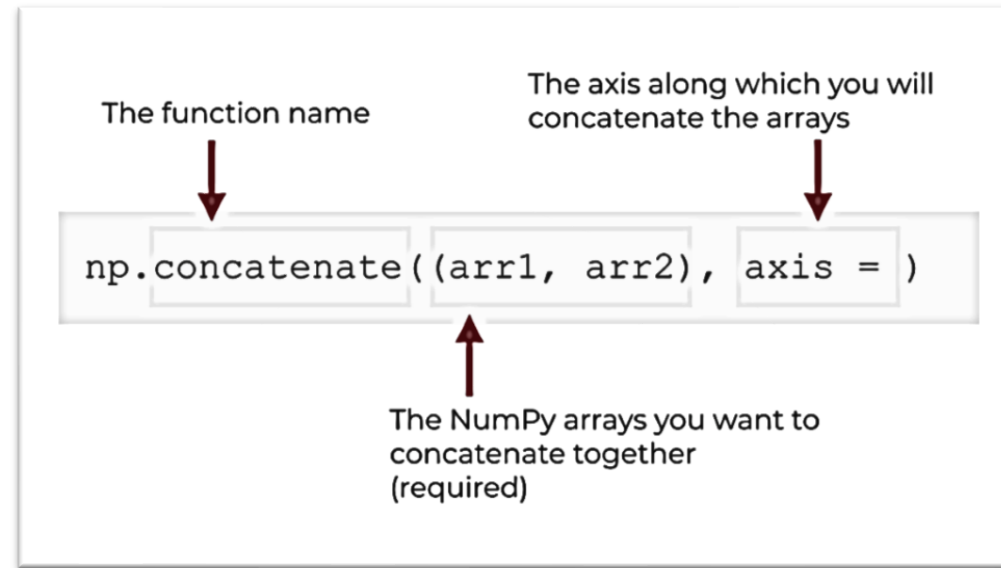 The function name
The axis along which you will
concatenate the arrays
np.concatenate((arr1, arr2), axis = )
The NumPy arrays you want to
concatenate together
(required)